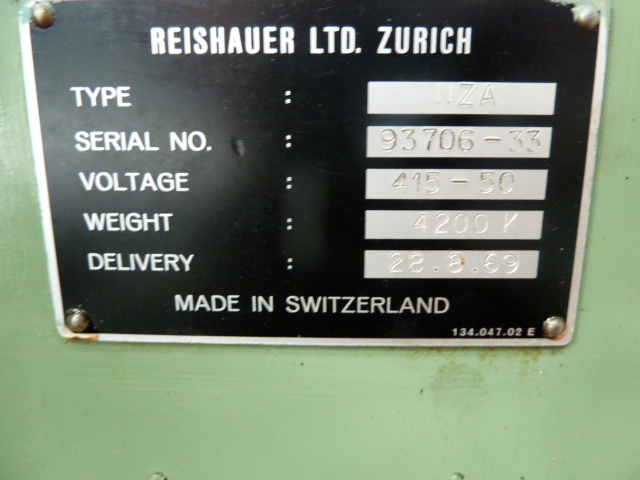 REISHAUER LTD. ZURICH
TYPE : NZA
SERIAL NO. : 93706-33
VOLTAGE : 415-50
WEIGHT : 4200 K
DELIVERY : 28.8.69
MADE IN SWITZERLAND
134.047.02 E